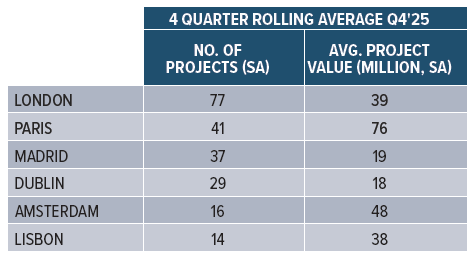 4 QUARTER ROLLING AVERAGE Q4'25
NO. OF PROJECTS (SA) AVG. PROJECT VALUE (MILLION, SA)
LONDON 77 39
PARIS 41 76
MADRID 37 19
DUBLIN 29 18
AMSTERDAM 16 48
LISBON 14 38